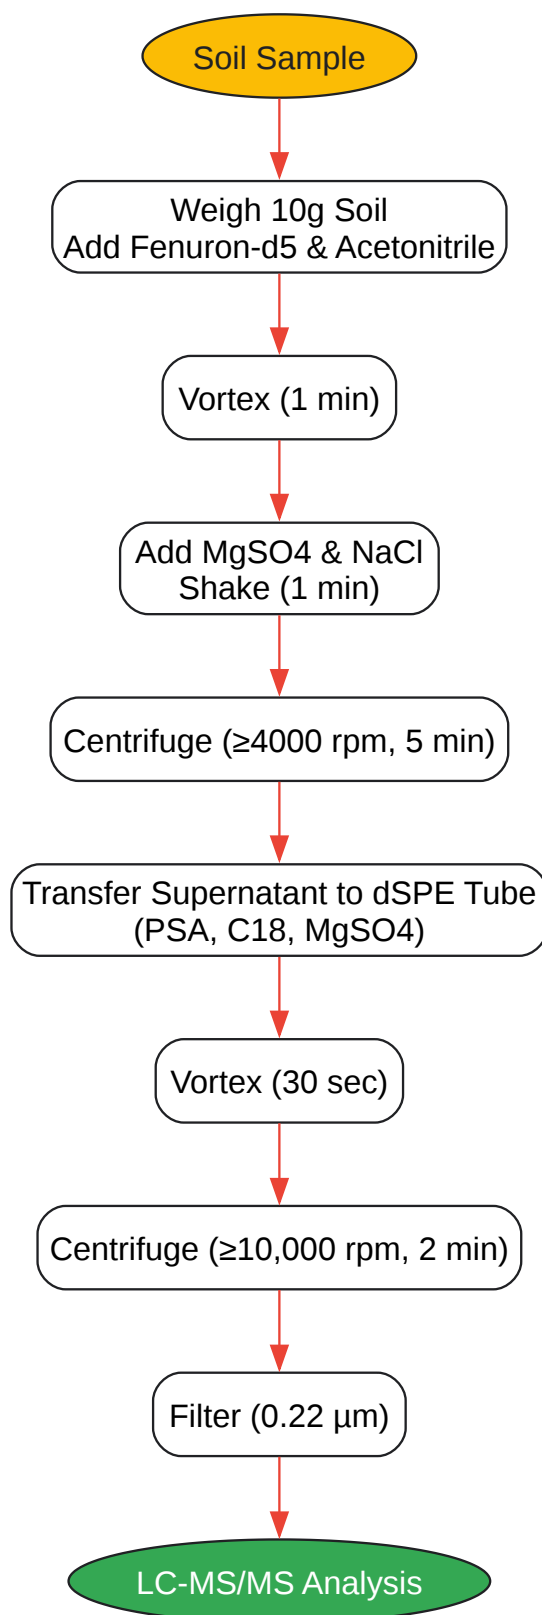 Soil Sample
Weigh 10g Soil
Add Fenuron-d5 & Acetonitrile
Vortex (1 min)
Add MgSO4 & NaCl
Shake (1 min)
Centrifuge (≥4000 rpm, 5 min)
Transfer Supernatant to dSPE Tube
(PSA, C18, MgSO4)
Vortex (30 sec)
Centrifuge (≥10,000 rpm, 2 min)
Filter (0.22 µm)
LC-MS/MS Analysis